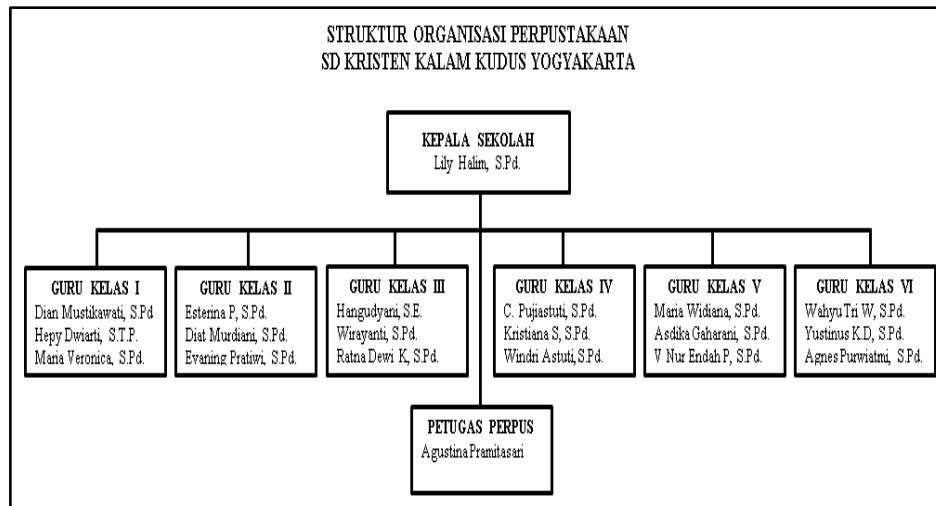 STRUKTUR ORGANISASI PERPUSTAKAAN
SD KRISTEN KALAM KUDUS YOGYAKARTA
KEPALA SEKOLAH
Lily Halim, S.Pd.
GURU KELAS I
Dian Mustikawati, S.Pd
Hepy Dwiarti, S.T.P.
Maria Veronica, S.Pd.
GURU KELAS II
Esterina P, S.Pd.
Diat Murdiani, S.Pd.
Evaning Pratiwi, S.Pd.
GURU KELAS III
Hangudyani, S.E.
Wirayanti, S.Pd.
Ratna Dewi K, S.Pd.
GURU KELAS IV
C. Pujiastuti, S.Pd.
Kristiana S, S.Pd.
Windri Astuti,S.Pd.
GURU KELAS V
Maria Widiana, S.Pd.
Asdika Gaharani, S.Pd.
V Nur Endah P, S.Pd.
GURU KELAS VI
Wahyu Tri W, S.Pd.
Yustinus K.D, S.Pd.
Agnes Purwiatmi, S.Pd.
PETUGAS PERPUS
Agustina Pramitasari